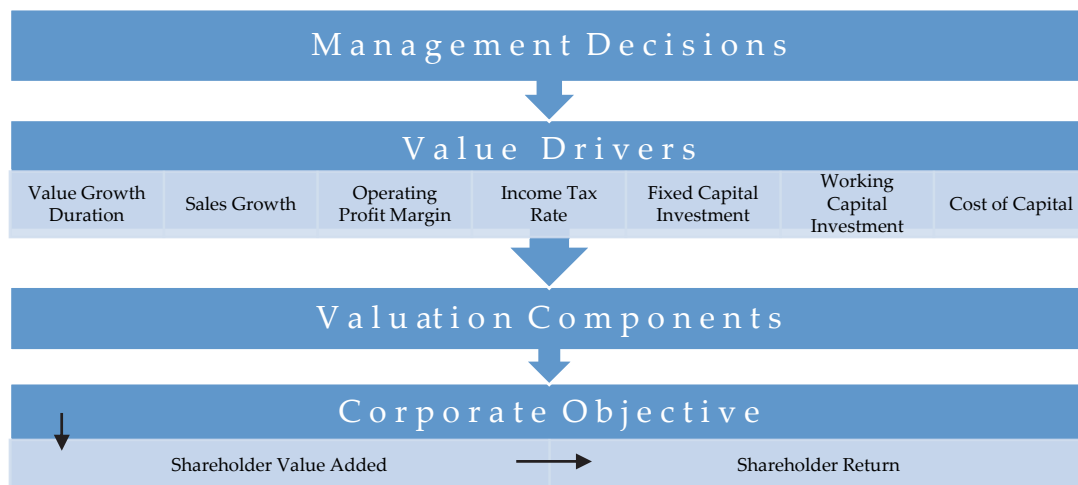 Management Decisions
Value Drivers
Value Growth
Duration
Sales Growth
Operating
Profit Margin
Income Tax
Rate
Fixed Capital
Investment
Working
Capital
Investment
Cost of Capital
Valuation Components
Corporate Objective
Shareholder Value Added
Shareholder Return